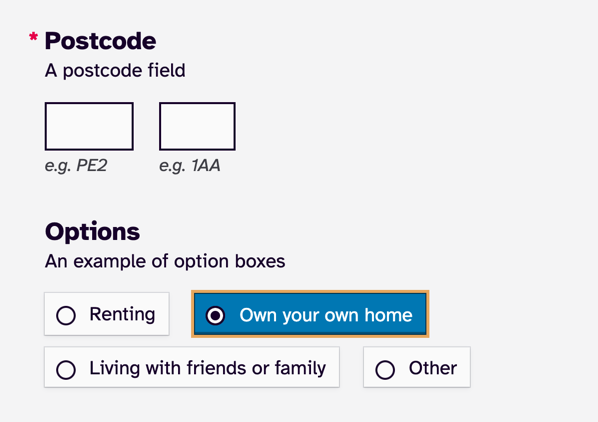 * Postcode
A postcode field
e.g. PE2 e.g. 1AA
Options
An example of option boxes
Renting Own your own home
Living with friends or family Other